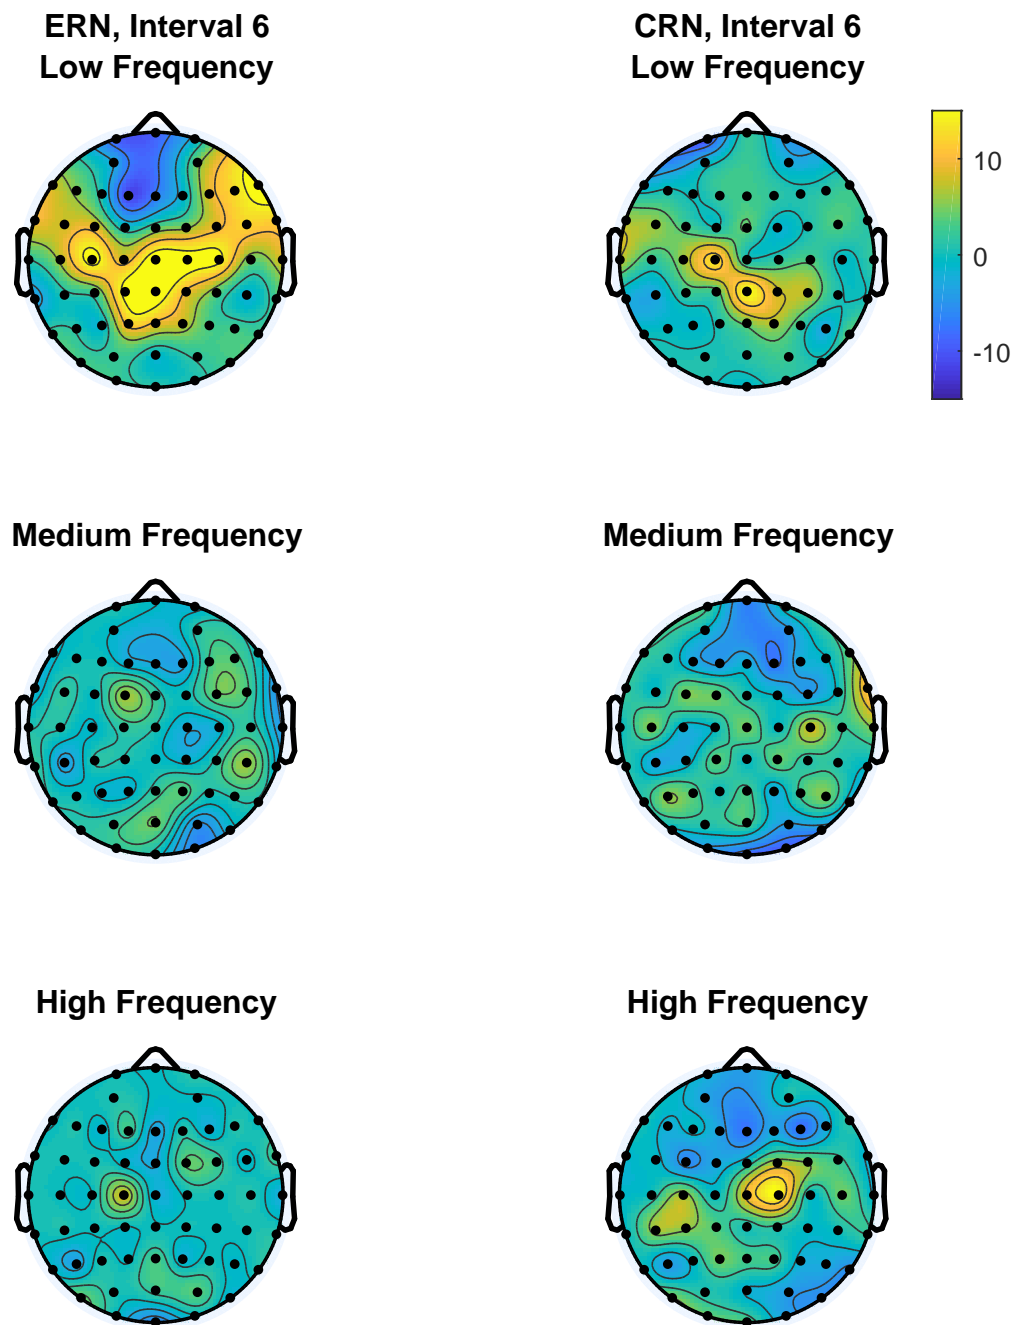 ERN, Interval 6
Low Frequency
CRN, Interval 6
Low Frequency
10
0
-10
Medium Frequency
Medium Frequency
High Frequency
High Frequency